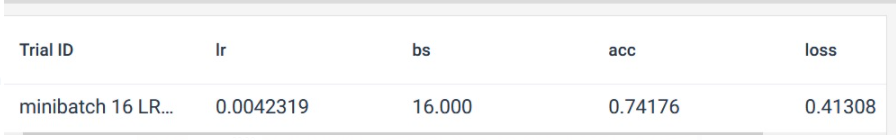 Trial ID lr bs acc loss
minibatch 16 LR... 0.0042319 16.000 0.74176 0.41308